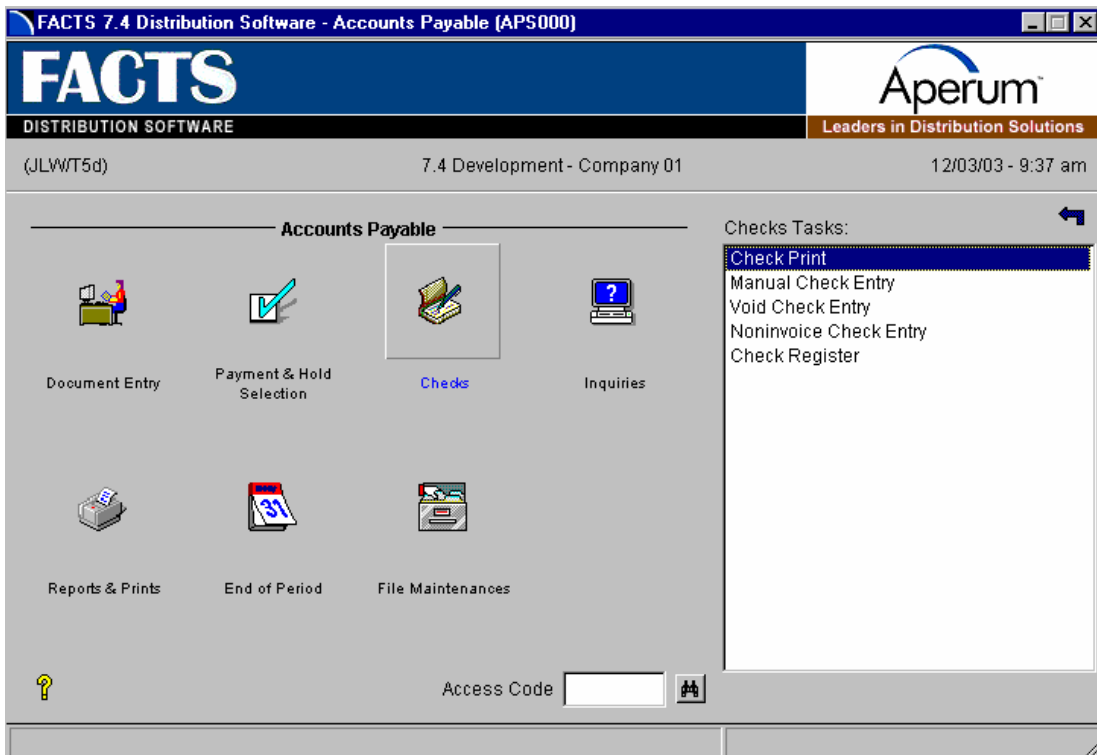 FACTS 7.4 Distribution Software - Accounts Payable (APS000)
FACTS
DISTRIBUTION SOFTWARE
Aperum™
Leaders in Distribution Solutions
(JLW/T5d)
7.4 Development - Company 01
12/03/03 - 9:37 am
Accounts Payable
Checks Tasks:
Check Print
Manual Check Entry
Void Check Entry
Noninvoice Check Entry
Check Register
Document Entry
Payment & Hold
Selection
Checks
Inquiries
31
Reports & Prints
End of Period
File Maintenances
Access Code